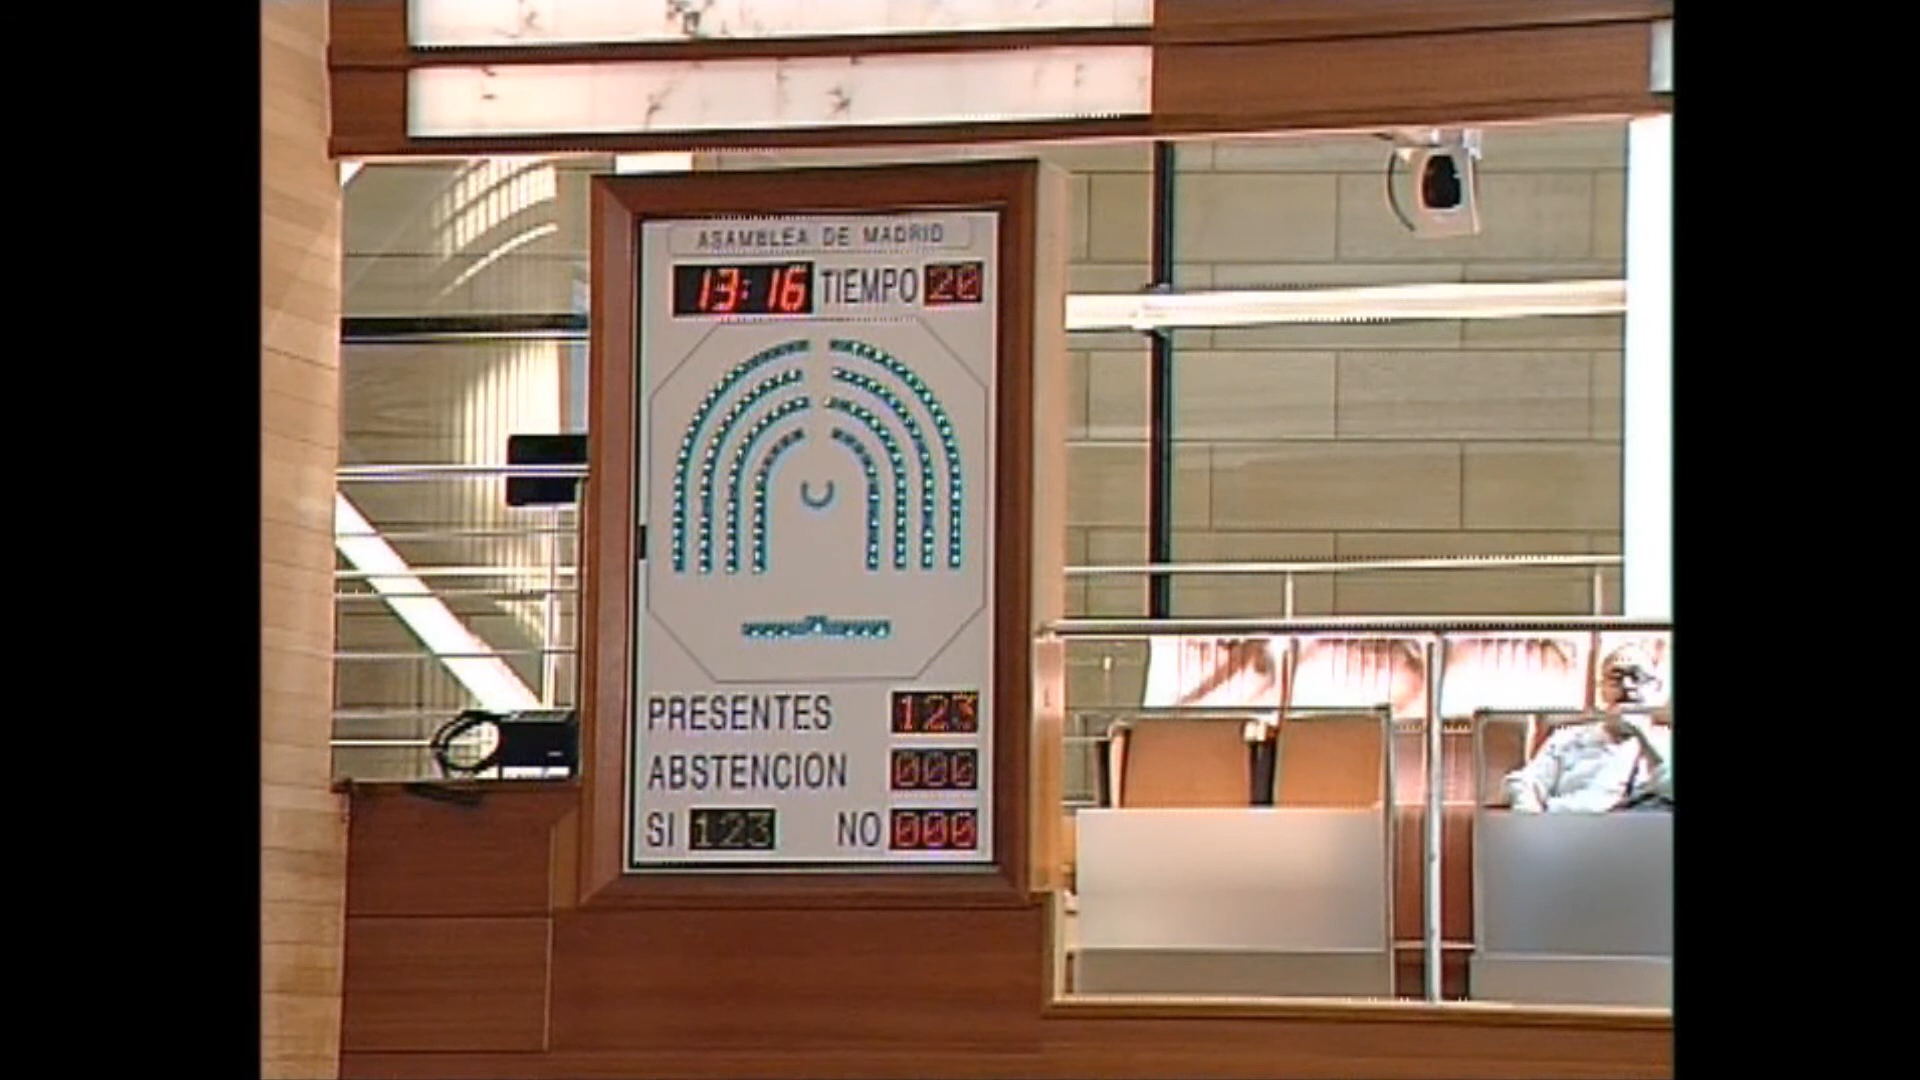 ASAMBLEA DE MADRID
13:16 TIEMPO 20
PRESENTES 123
ABSTENCION 000
SI 123 NO 000